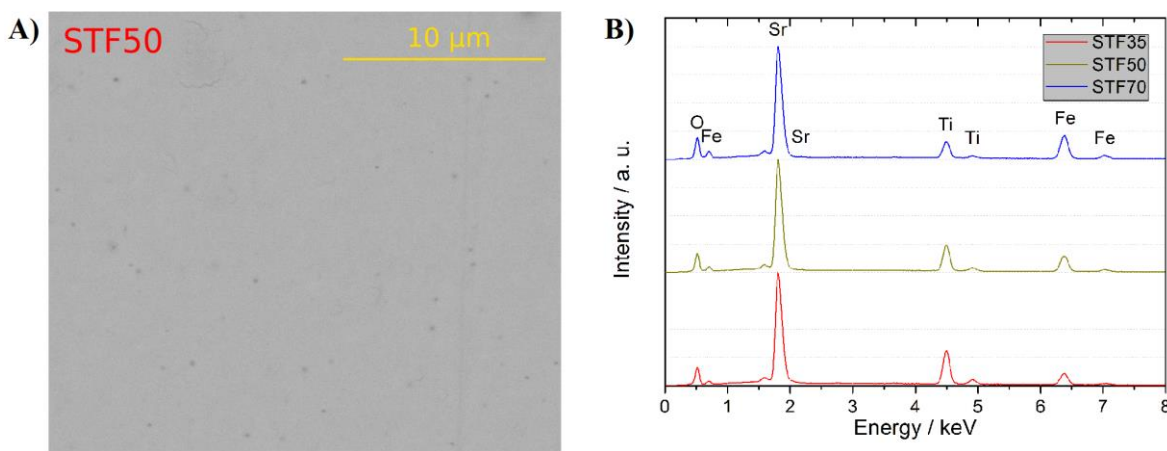 A)
STF50
10 µm
B)
Sr
STF35
STF50
STF70
O
Fe
Sr
Ti
Ti
Fe
Fe
Intensity / a. u.
0 1 2 3 4 5 6 7 8
Energy / keV